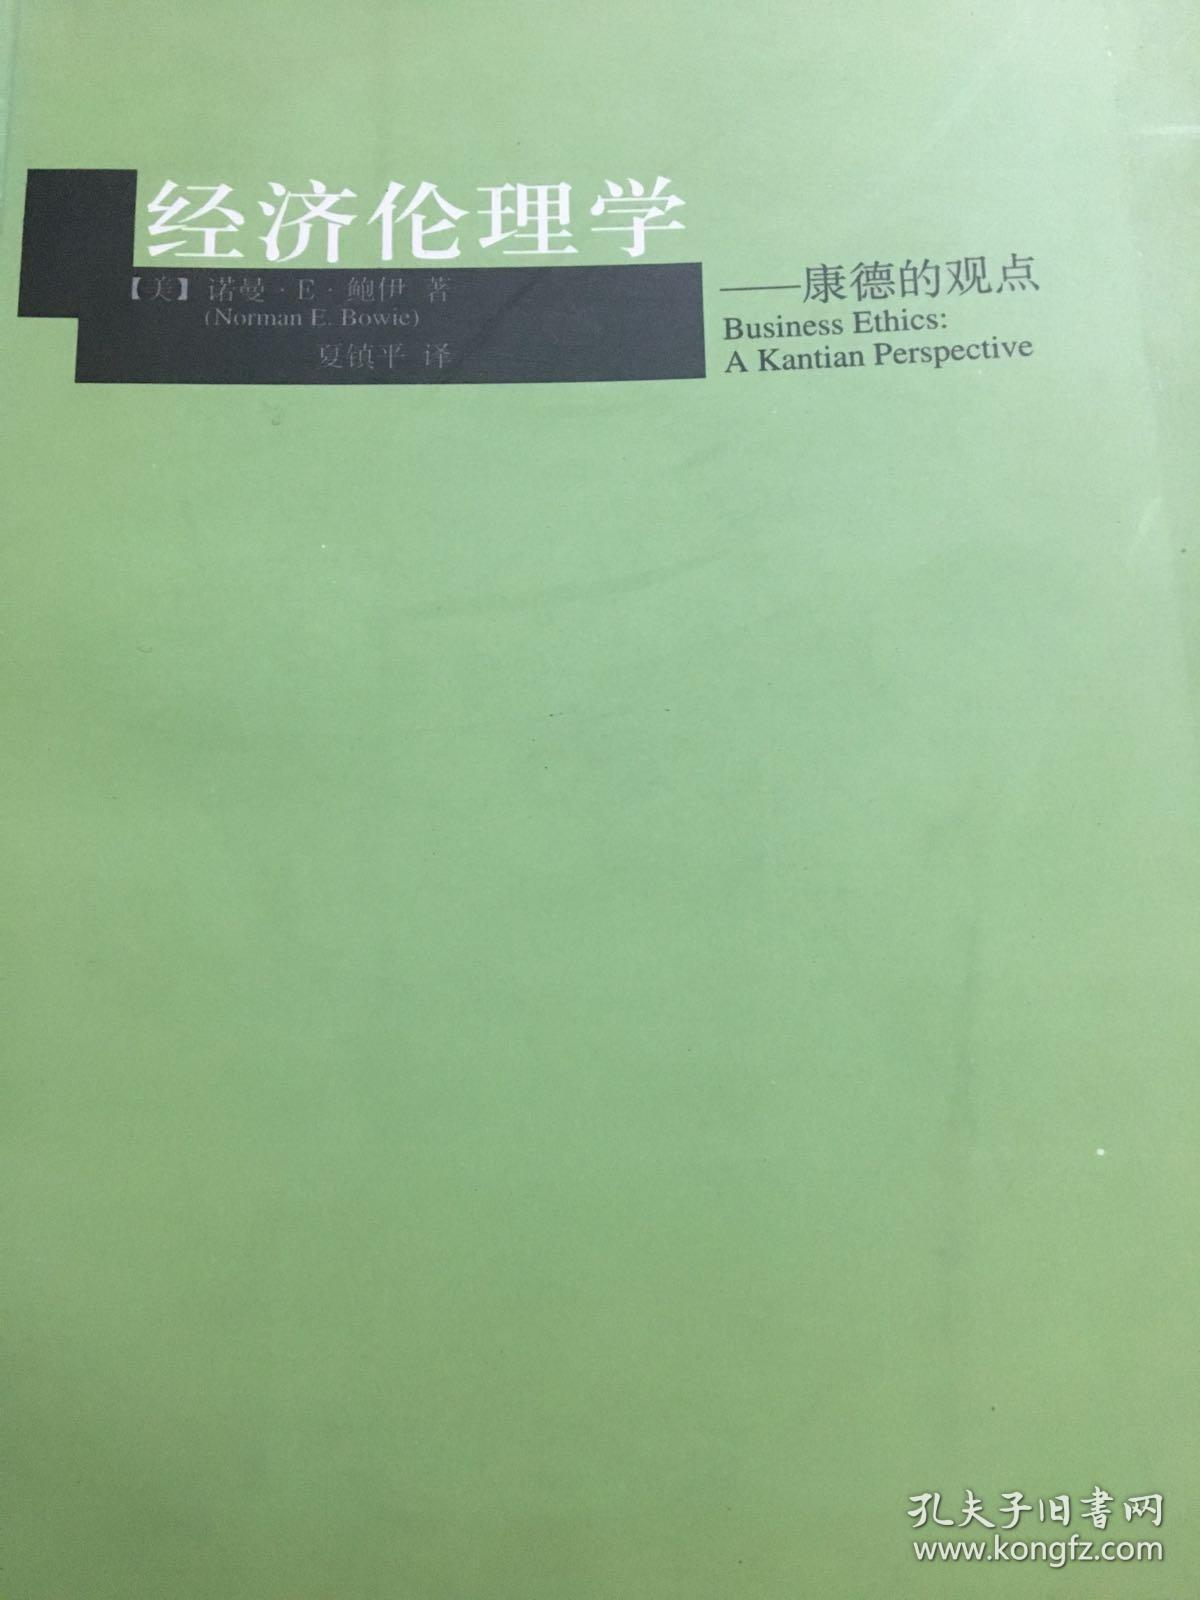 经济伦理学
——康德的观点
【美】诺曼·E·鲍伊 著
(Norman E. Bowie)
夏镇平 译
Business Ethics:
A Kantian Perspective
孔夫子旧书网
www.kongfz.com